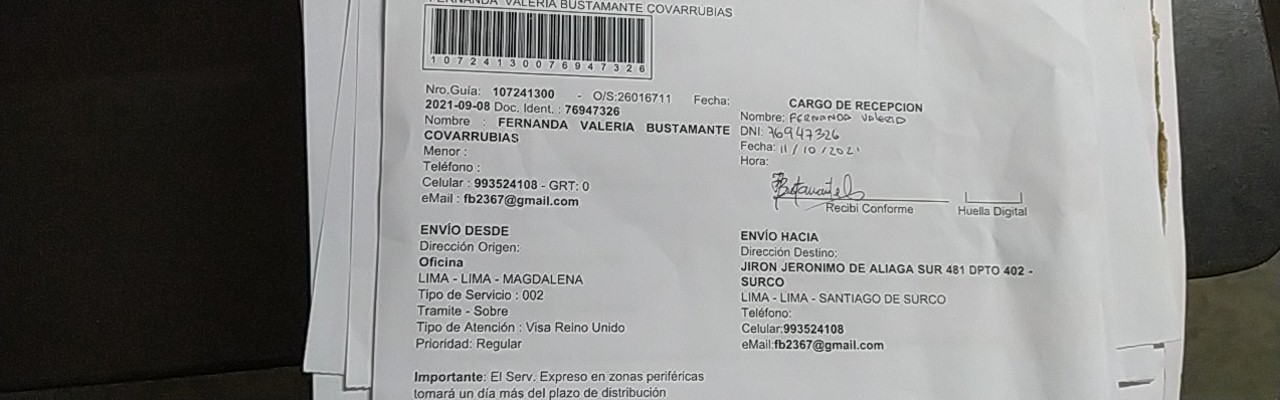 FERNANDA VALERIA BUSTAMANTE COVARRUBIAS
10724130076947326
Nro.Guía: 107241300 - O/S:26016711 Fecha:
2021-09-08 Doc. Ident. : 76947326
Nombre : FERNANDA VALERIA BUSTAMANTE
COVARRUBIAS
Menor :
Teléfono :
Celular : 993524108 - GRT: 0
eMail : fb2367@gmail.com
CARGO DE RECEPCION
Nombre: FERNANDA Valeria
DNI: 76947326
Fecha: 11/10/2021
Hora:
Recibi Conforme Huella Digital
ENVÍO DESDE
Dirección Origen:
Oficina
LIMA - LIMA - MAGDALENA
Tipo de Servicio : 002
Tramite - Sobre
Tipo de Atención : Visa Reino Unido
Prioridad: Regular
ENVÍO HACIA
Dirección Destino:
JIRON JERONIMO DE ALIAGA SUR 481 DPTO 402 -
SURCO
LIMA - LIMA - SANTIAGO DE SURCO
Teléfono:
Celular:993524108
eMail:fb2367@gmail.com
Importante: El Serv. Expreso en zonas periféricas
tomará un día más del plazo de distribución